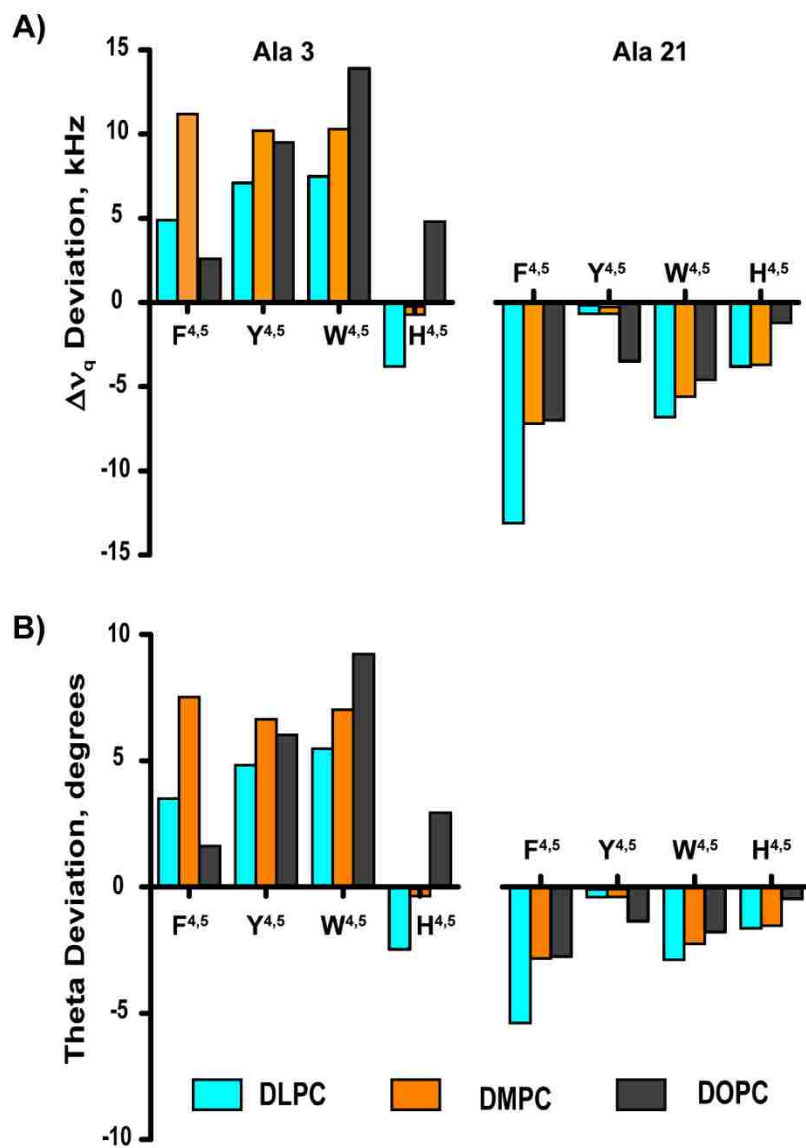 A)
Ala 3 Ala 21
Δνq Deviation, kHz
15
10
5
0
-5
-10
-15
F4,5 Y4,5 W4,5 H4,5
F4,5 Y4,5 W4,5 H4,5
B)
Theta Deviation, degrees
10
5
0
-5
-10
F4,5 Y4,5 W4,5 H4,5
F4,5 Y4,5 W4,5 H4,5
DLPC DMPC DOPC